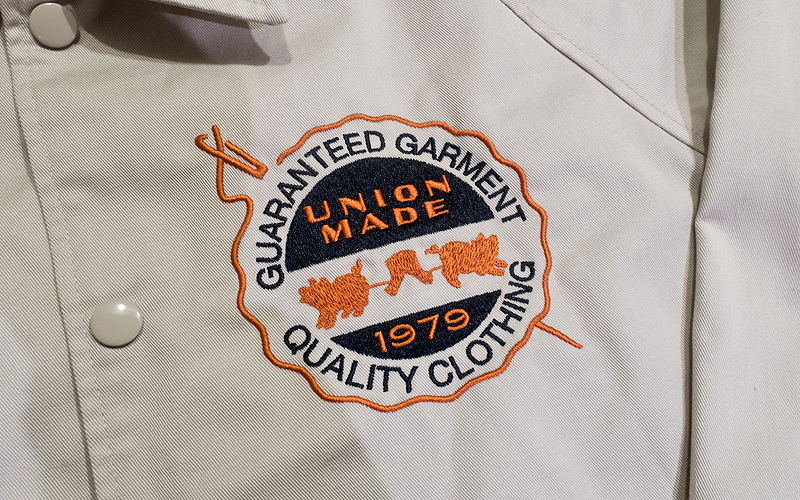 GUARANTEED GARMENT
UNION
MADE
1979
QUALITY CLOTHING